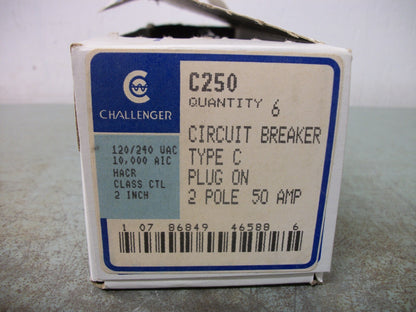 C250
QUANTITY 6
CHALLENGER
CIRCUIT BREAKER
TYPE C
PLUG ON
2 POLE 50 AMP
120/240 VAC
10,000 AIC
HACR
CLASS CTL
2 INCH
1 07 86849 46588 6